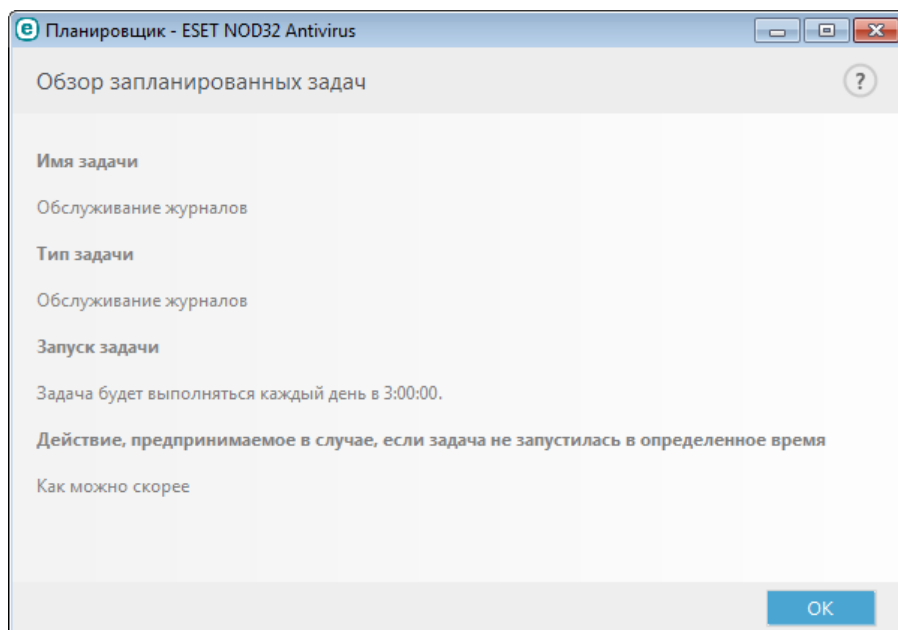 Планировщик - ESET NOD32 Antivirus
Обзор запланированных задач
?
Имя задачи
Обслуживание журналов
Тип задачи
Обслуживание журналов
Запуск задачи
Задача будет выполняться каждый день в 3:00:00.
Действие, предпринимаемое в случае, если задача не запустилась в определенное время
Как можно скорее
OK